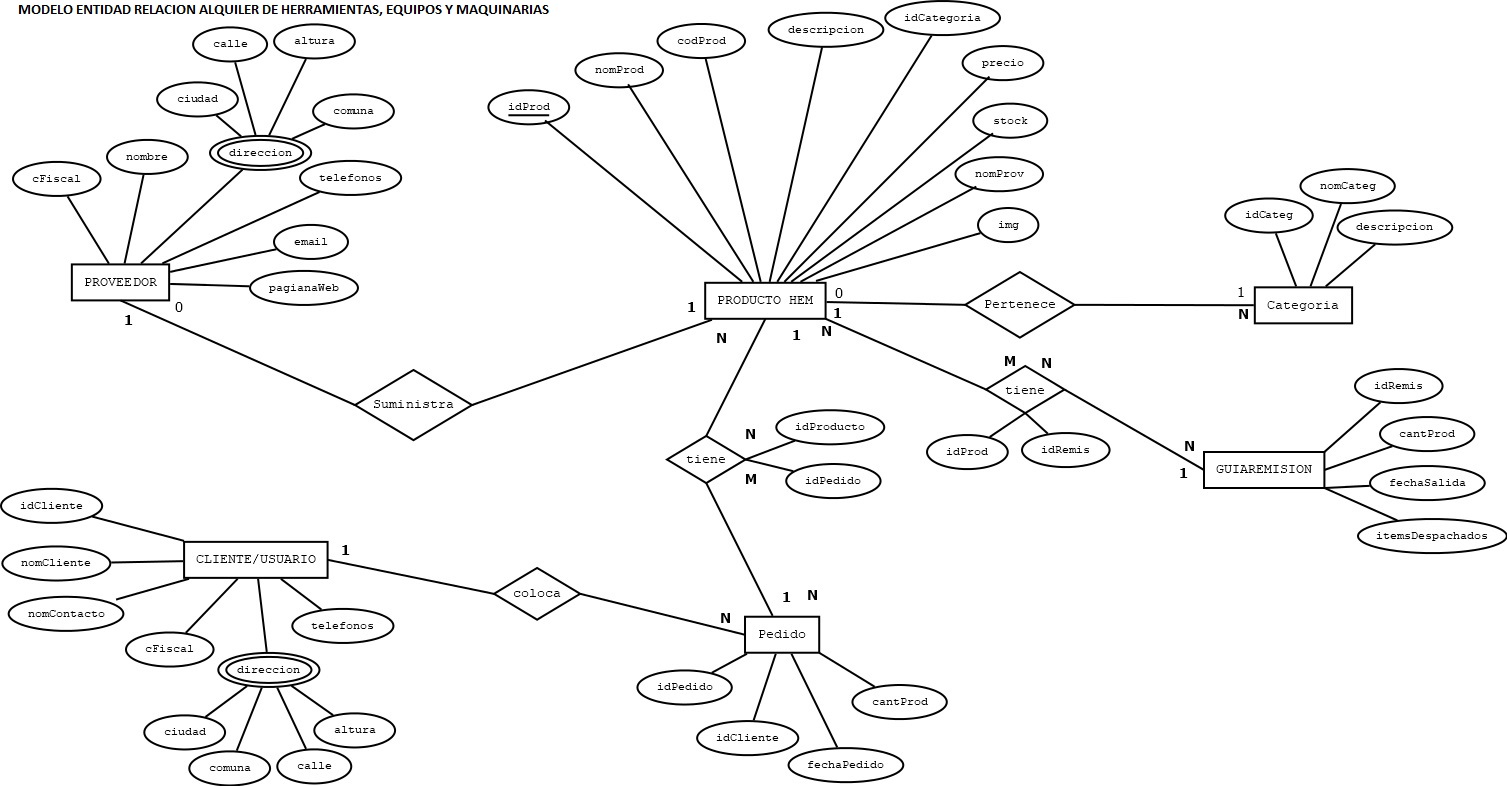 MODELO ENTIDAD RELACION ALQUILER DE HERRAMIENTAS, EQUIPOS Y MAQUINARIAS
calle
altura
ciudad
comuna
direccion
nombre
cFiscal
telefonos
email
pagianaWeb
PROVEEDOR
0
1
Suministra
idProd
nomProd
codProd
descripcion
idCategoria
precio
stock
nomProv
img
PRODUCTO HEM
1
N
1
N
0
1
Pertenece
1
N
Categoria
idCateg
nomCateg
descripcion
M
N
tiene
idProd
idRemis
N
1
GUIAREMISION
idRemis
cantProd
fechaSalida
itemsDespachados
tiene
N
M
idProducto
idPedido
idCliente
nomCliente
nomContacto
cFiscal
CLIENTE/USUARIO
1
telefonos
direccion
ciudad
comuna
calle
altura
coloca
N
1
N
Pedido
idPedido
idCliente
fechaPedido
cantProd